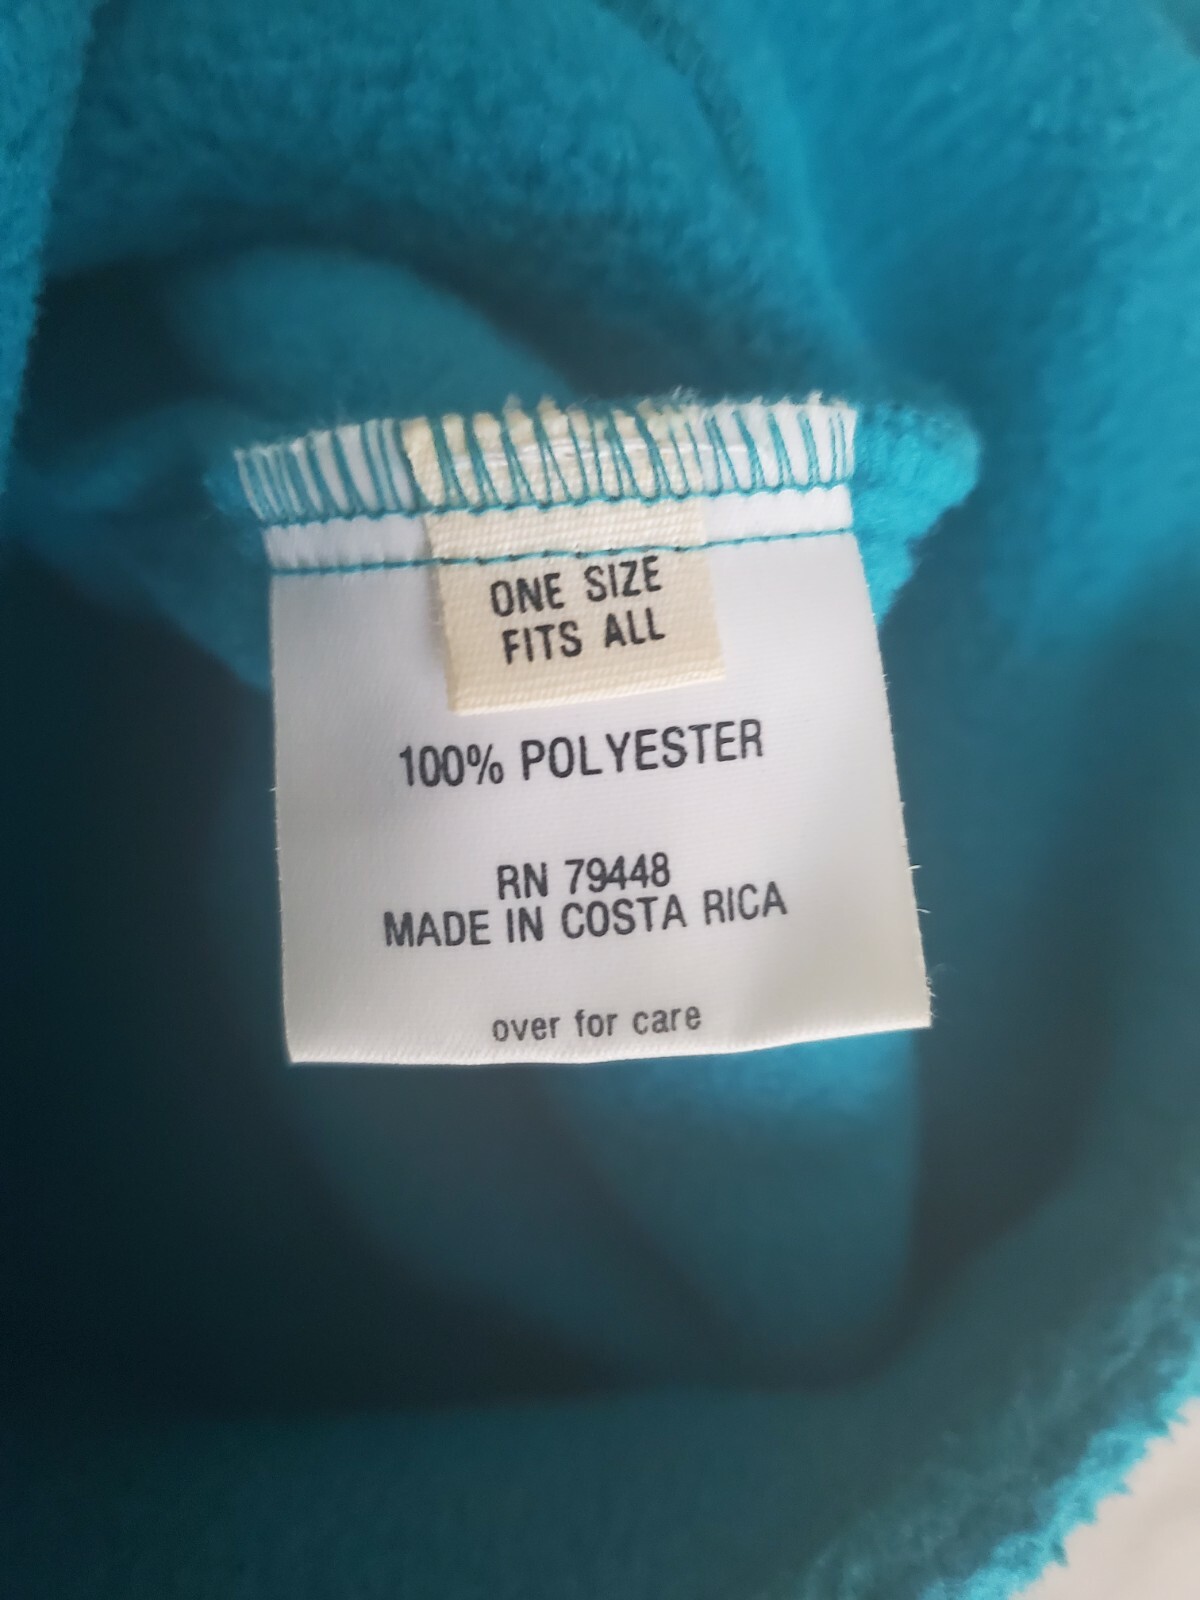 ONE SIZE
FITS ALL
100% POLYESTER
RN 79448
MADE IN COSTA RICA
over for care